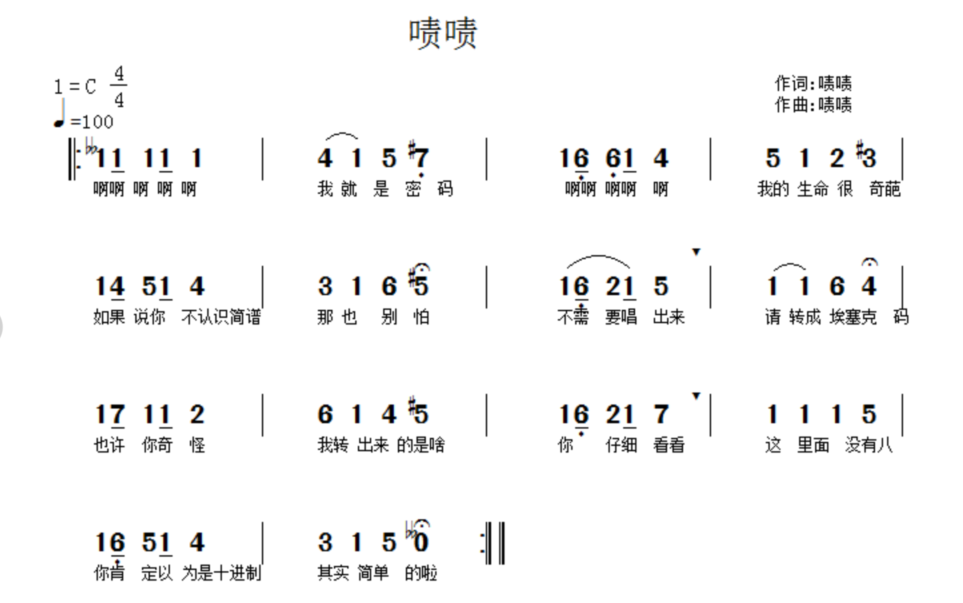 啧啧
1=C 4/4
作词:啧啧
作曲:啧啧
♩=100
11 11 1 4 1 5 #7 16 61 4 5 1 2 #3
啊啊 啊 啊 啊 我 就 是 密 码 啊啊 啊啊 啊 我的 生命 很 奇葩
14 51 4 3 1 6 #5 16 21 5 1 1 6 4
如果 说你 不认识简谱 那 也 别 怕 不需 要唱 出来 请 转成 埃塞克 码
17 11 2 6 1 4 #5 16 21 7 1 1 1 5
也许 你奇 怪 我转 出来 的是啥 你 仔细 看看 这 里面 没有八
16 51 4 3 1 5 0
你肯 定以 为是十进制 其实 简单 的啦